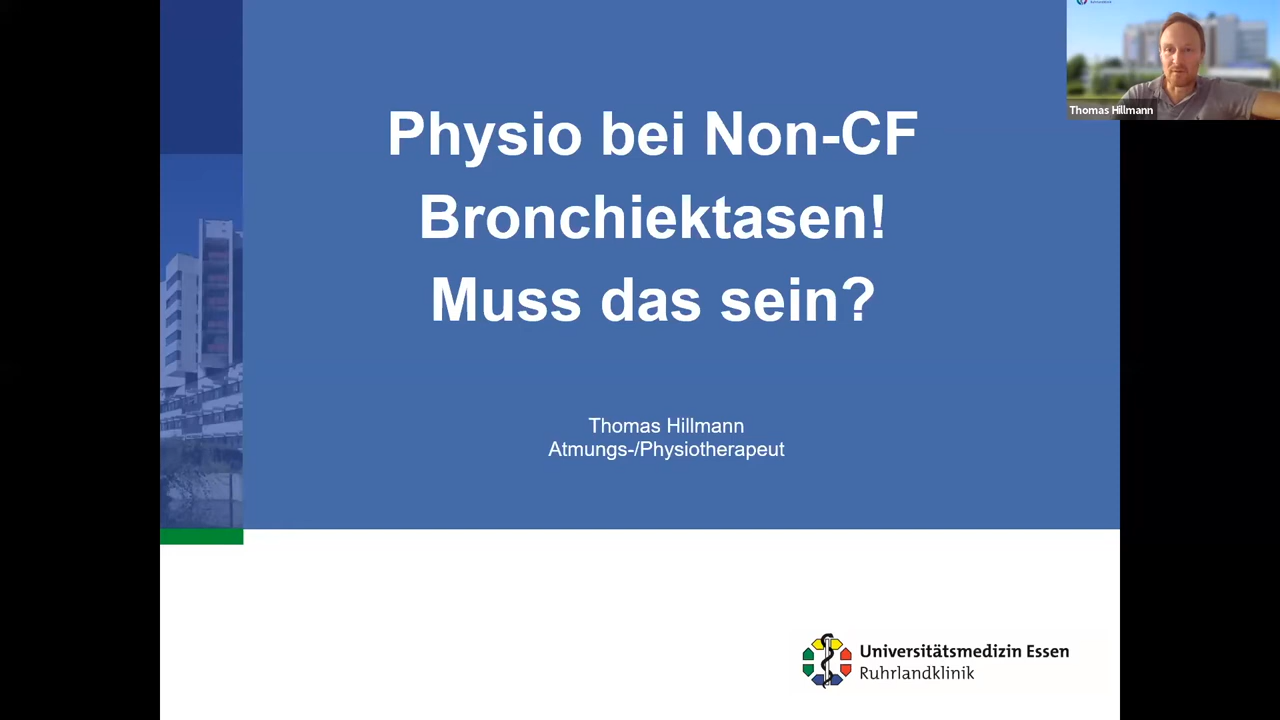 Physio bei Non-CF
Bronchiektasen!
Muss das sein?
Thomas Hillmann
Atmungs-/Physiotherapeut
Universitätsmedizin Essen
Ruhrlandklinik
Thomas Hillmann